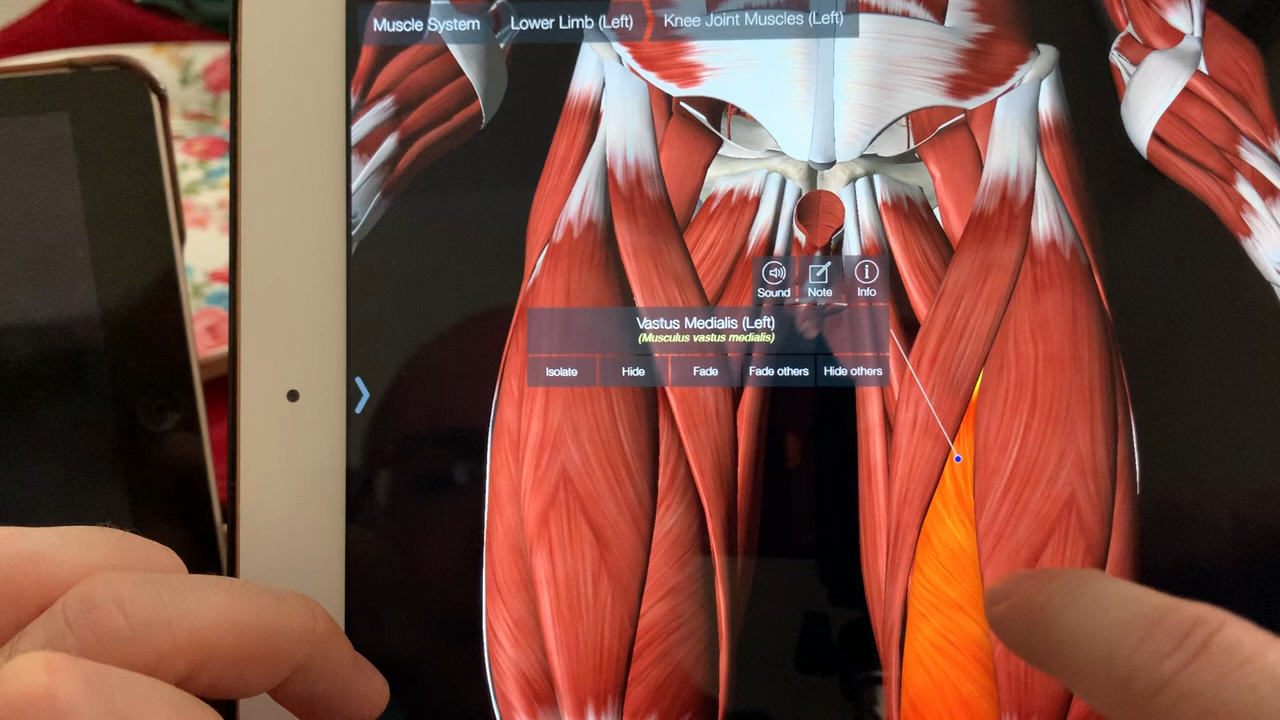 Muscle System Lower Limb (Left) Knee Joint Muscles (Left)
Sound Note Info
Vastus Medialis (Left)
(Musculus vastus medialis)
Isolate Hide Fade Fade others Hide others